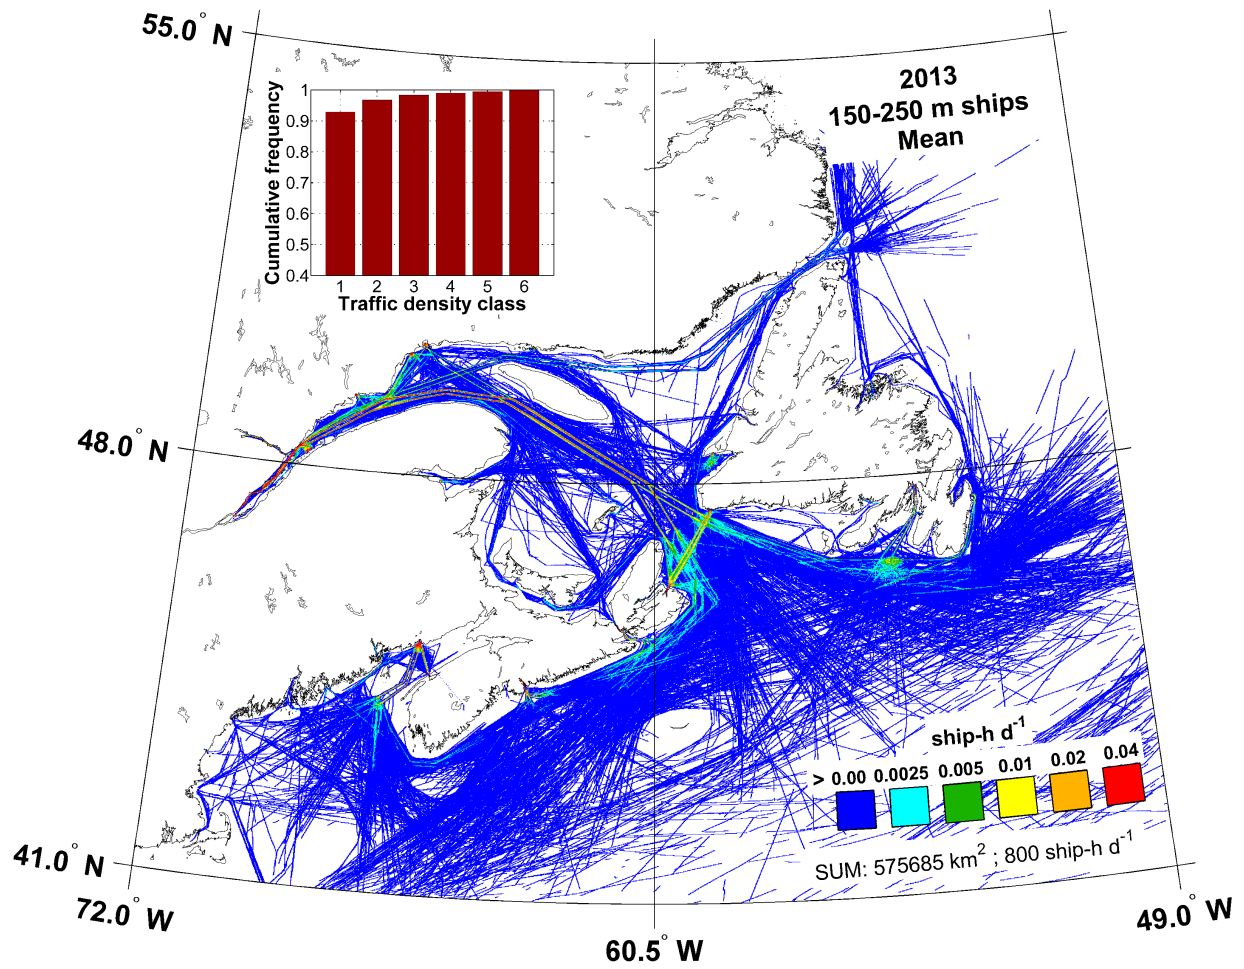 55.0° N
2013
150-250 m ships
Mean
Cumulative frequency
1
0.9
0.8
0.7
0.6
0.5
0.4
1 2 3 4 5 6
Traffic density class
48.0° N
ship-h d-1
> 0.00 0.0025 0.005 0.01 0.02 0.04
SUM: 575685 km2 ; 800 ship-h d-1
41.0° N
72.0° W
60.5° W
49.0° W